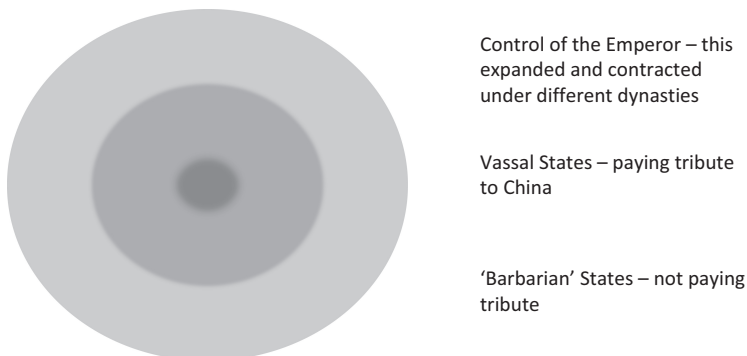 Control of the Emperor – this
expanded and contracted
under different dynasties
Vassal States – paying tribute
to China
‘Barbarian’ States – not paying
tribute